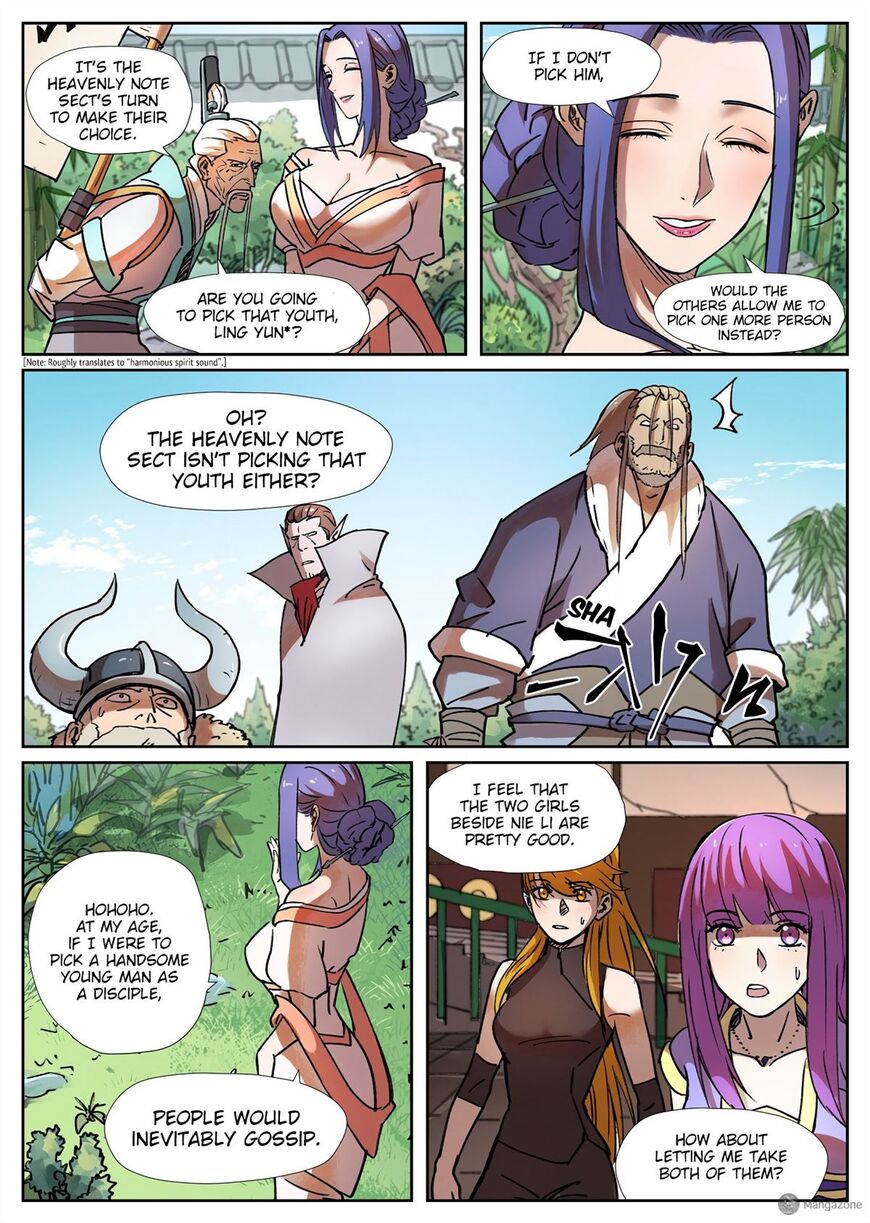 IT'S THE
HEAVENLY NOTE
SECT'S TURN
TO MAKE THEIR
CHOICE.
ARE YOU GOING
TO PICK THAT YOUTH,
LING YUN*?
[Note: Roughly translates to "harmonious spirit sound".]
IF I DON'T
PICK HIM,
WOULD THE
OTHERS ALLOW ME TO
PICK ONE MORE PERSON
INSTEAD?
OH?
THE HEAVENLY NOTE
SECT ISN'T PICKING THAT
YOUTH EITHER?
SHA
HOHOHO.
AT MY AGE,
IF I WERE TO
PICK A HANDSOME
YOUNG MAN AS
A DISCIPLE,
PEOPLE WOULD
INEVITABLY GOSSIP.
I FEEL THAT
THE TWO GIRLS
BESIDE NIE LI ARE
PRETTY GOOD.
HOW ABOUT
LETTING ME TAKE
BOTH OF THEM?
Mangazone